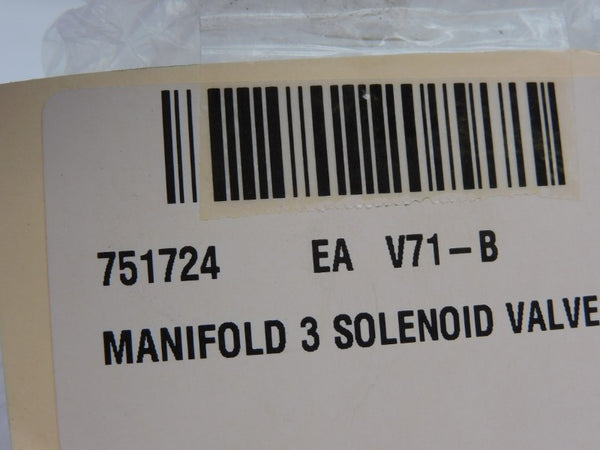 751724 EA V71-B
MANIFOLD 3 SOLENOID VALVE